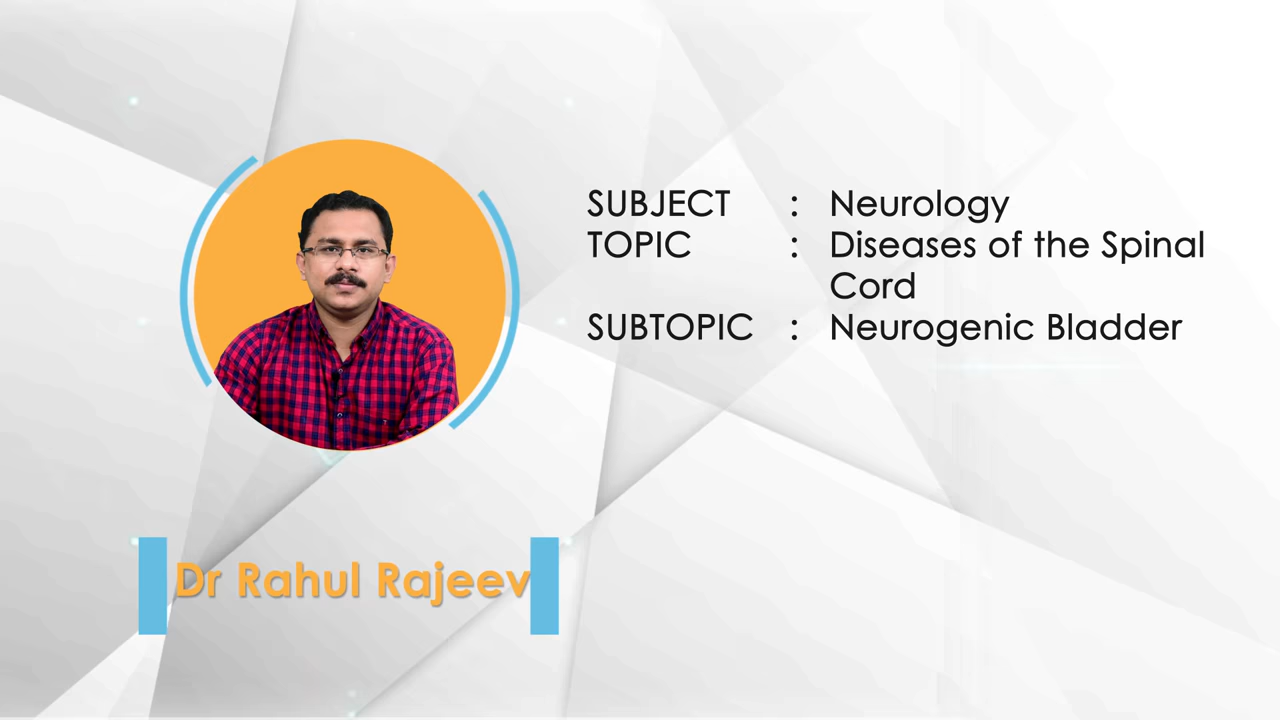 SUBJECT : Neurology
TOPIC : Diseases of the Spinal
Cord
SUBTOPIC : Neurogenic Bladder
Dr Rahul Rajeev